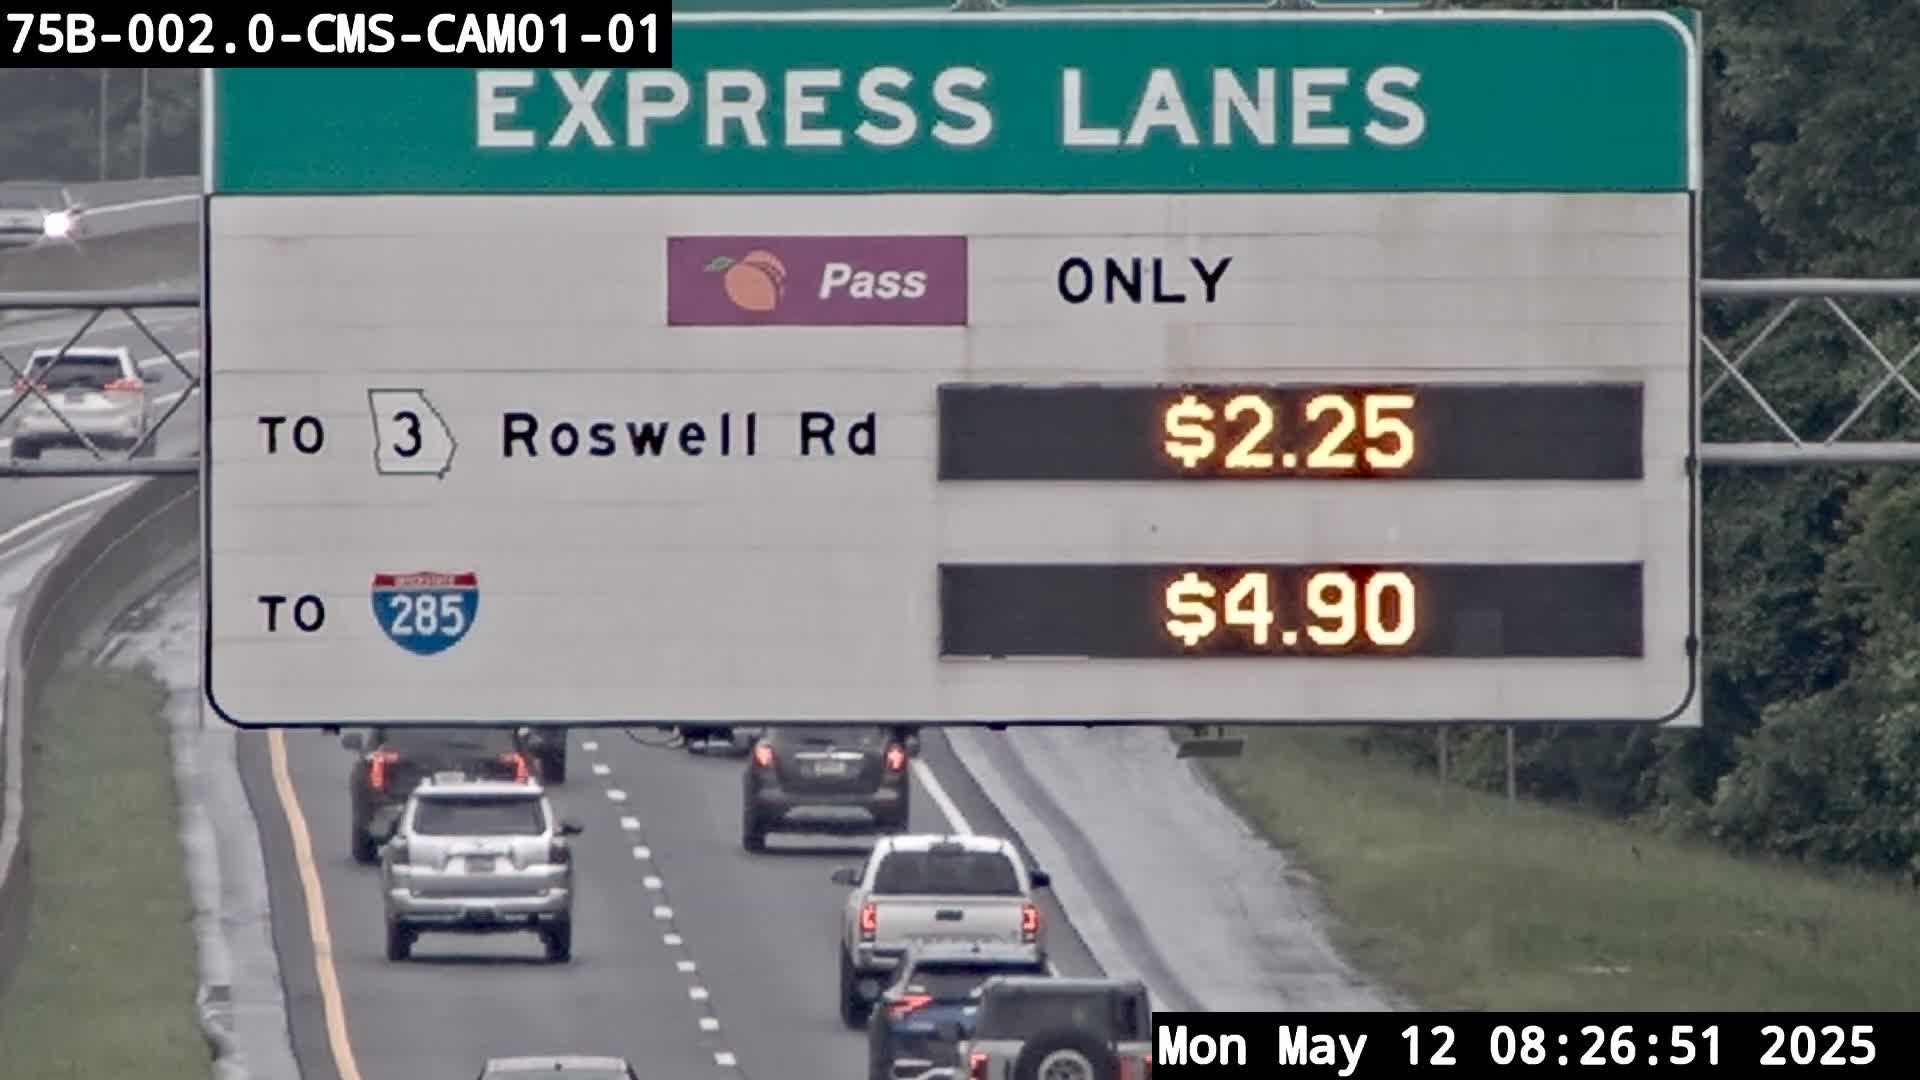 75B-002.0-CMS-CAM01-01
EXPRESS LANES
Pass ONLY
TO 3 Roswell Rd $2.25
INTERSTATE
TO 285 $4.90
Mon May 12 08:26:51 2025